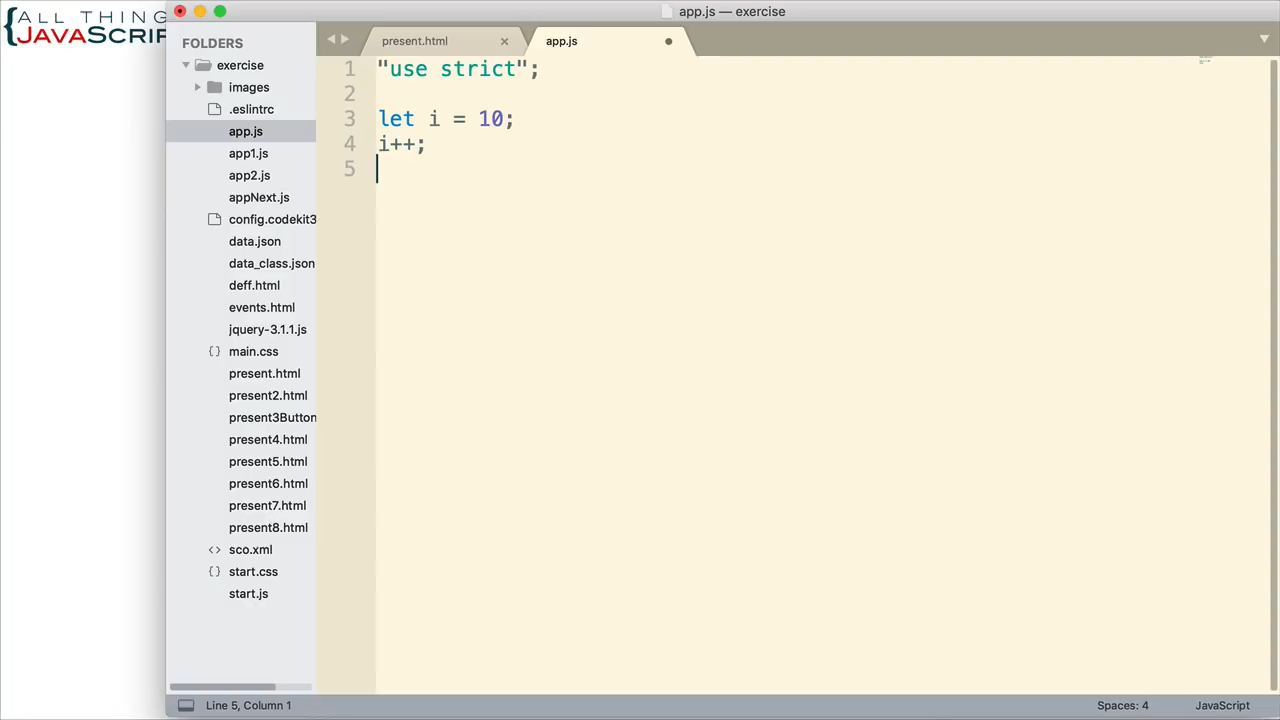 {ALL THING
JAVASCRIP
app.js — exercise
FOLDERS
exercise
images
.eslintrc
app.js
app1.js
app2.js
appNext.js
config.codekit3
data.json
data_class.json
deff.html
events.html
jquery-3.1.1.js
{} main.css
present.html
present2.html
present3Button
present4.html
present5.html
present6.html
present7.html
present8.html
<> sco.xml
{} start.css
start.js
present.html ×
app.js
1 "use strict";
2
3 let i = 10;
4 i++;
5
Line 5, Column 1
Spaces: 4
JavaScript